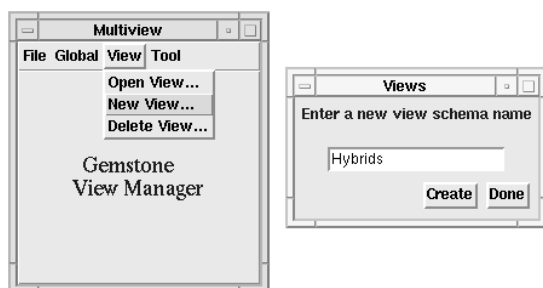 Multiview
File Global View Tool
Open View...
New View...
Delete View...
Gemstone
View Manager
Views
Enter a new view schema name
Hybrids
Create Done